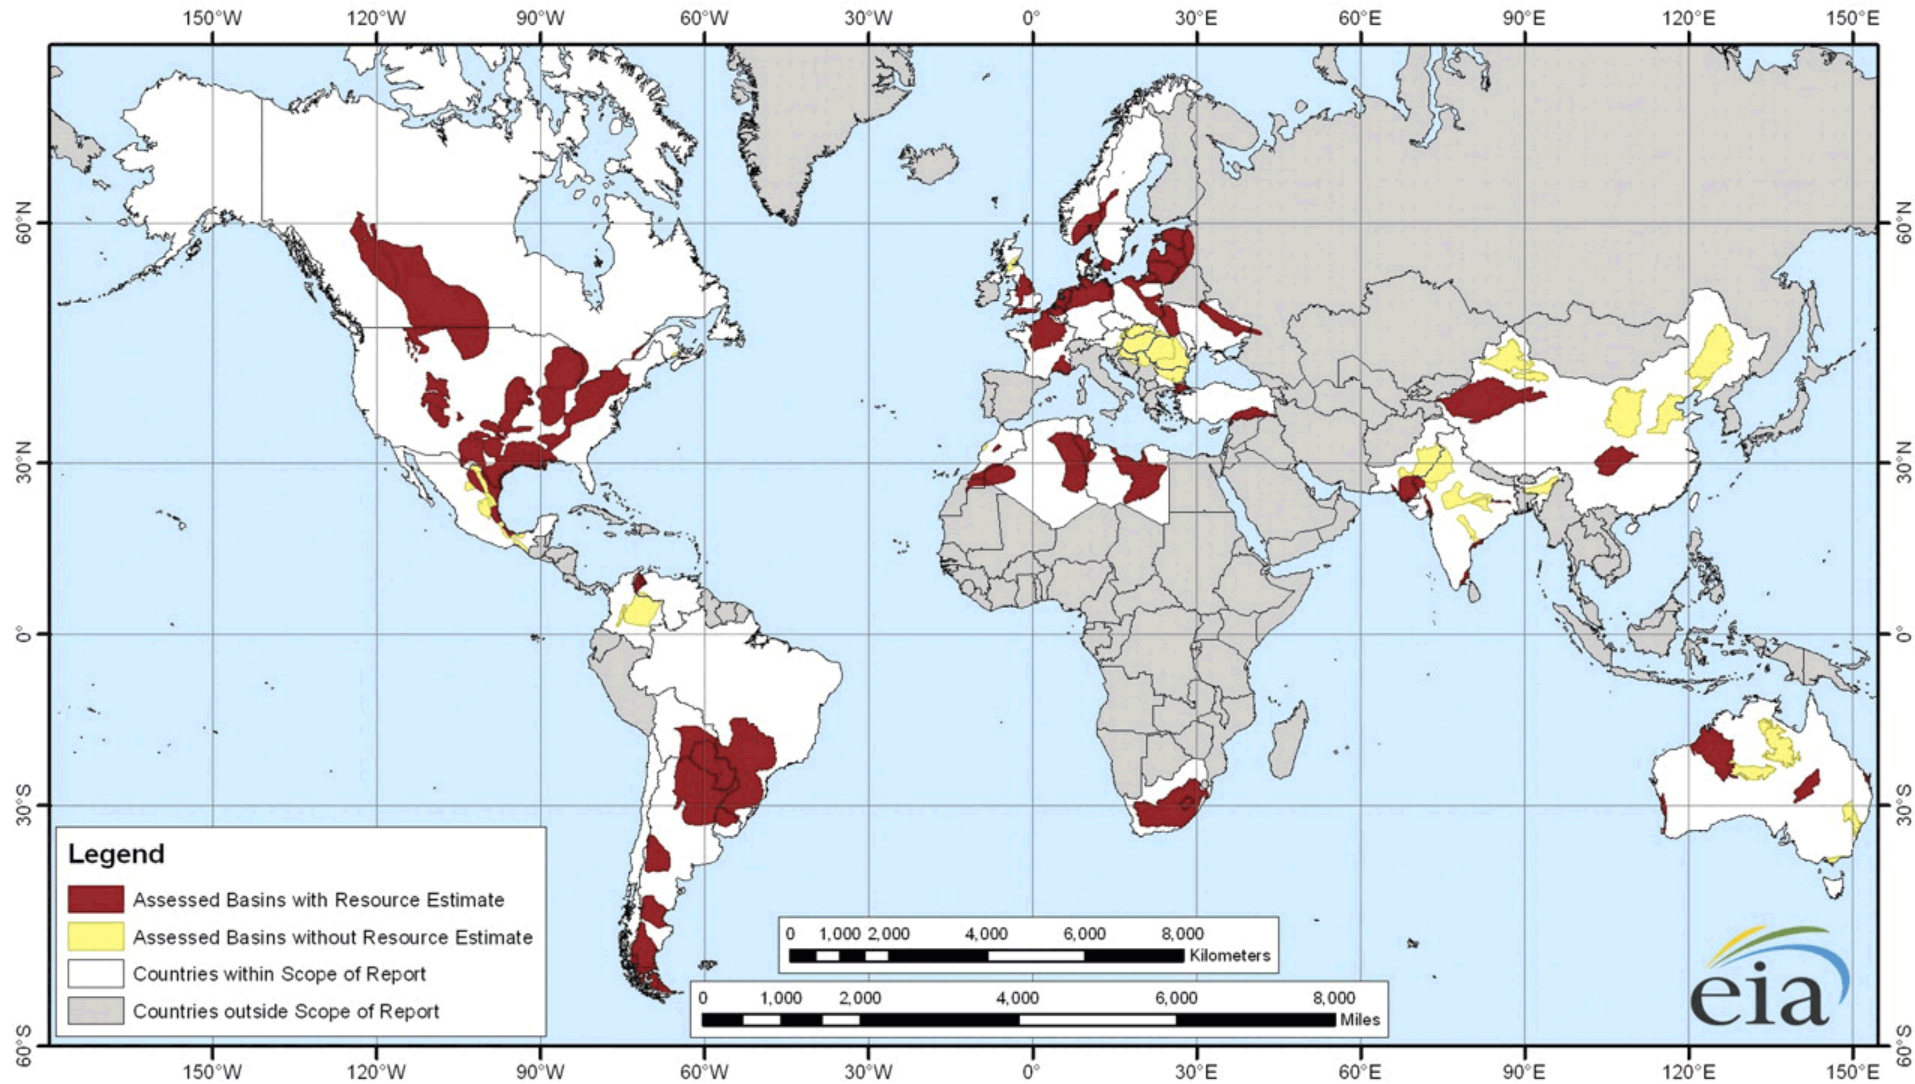 150°W 120°W 90°W 60°W 30°W 0° 30°E 60°E 90°E 120°E 150°E
60°N 60°N
30°N 30°N
0° 0°
30°S 30°S
Legend
Assessed Basins with Resource Estimate
Assessed Basins without Resource Estimate
Countries within Scope of Report
Countries outside Scope of Report
0 1,000 2,000 4,000 6,000 8,000
Kilometers
0 1,000 2,000 4,000 6,000 8,000
Miles
eia
60°S 60°S
150°W 120°W 90°W 60°W 30°W 0° 30°E 60°E 90°E 120°E 150°E